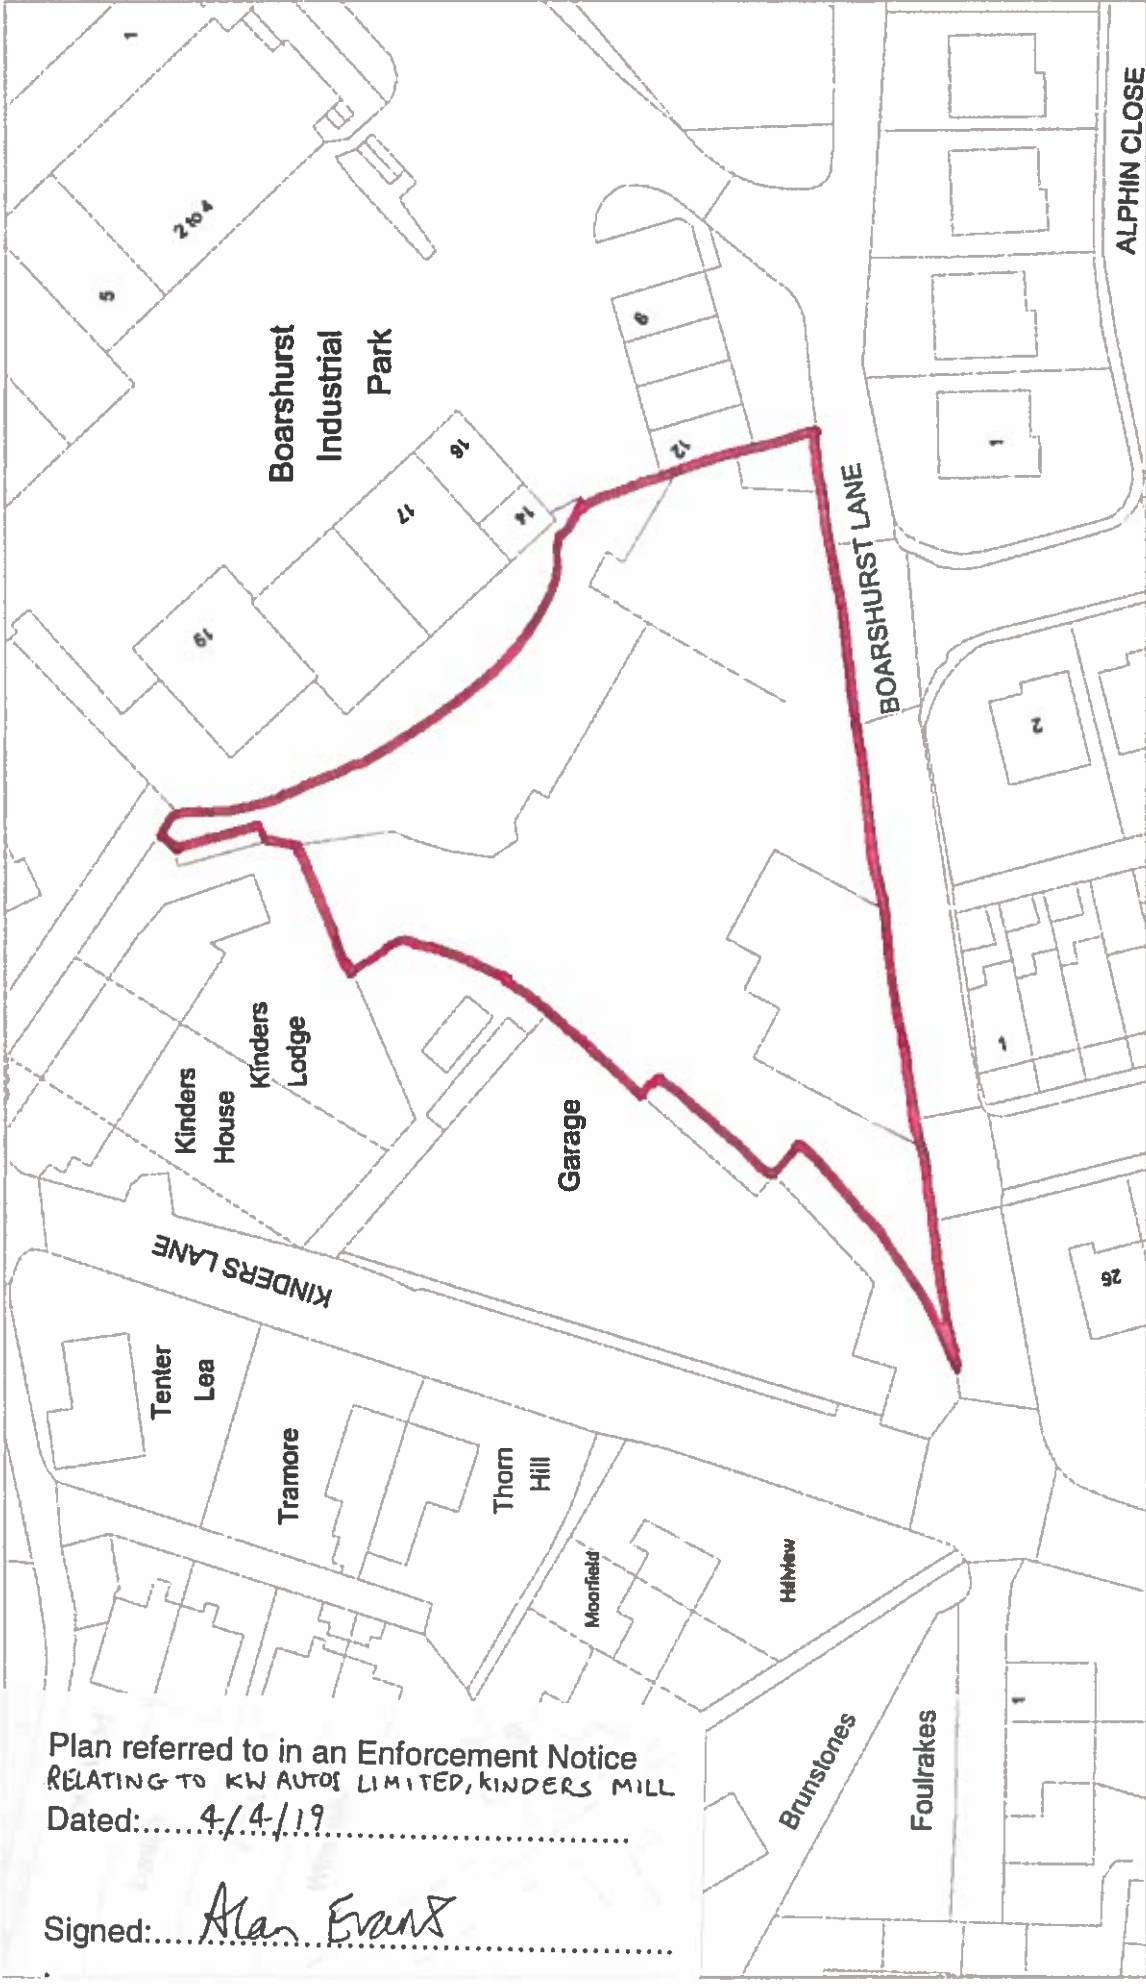 1
2 to 4
5
Boarshurst
Industrial
Park
9
12
16
17
14
19
ALPHIN CLOSE
1
BOARSHURST LANE
2
1
26
Kinders
House
Kinders
Lodge
Garage
KINDERS LANE
Tenter
Lea
Tramore
Thorn
Hill
Moorfield
Hillview
Brunstones
Foulrakes
1
Plan referred to in an Enforcement Notice
RELATING TO KW AUTOS LIMITED, KINDERS MILL
Dated:.....4/4/19..............................
Signed:....Alan Evans..............................